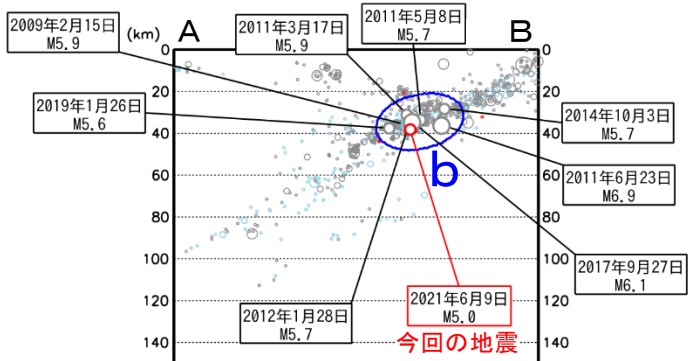 2009年2月15日
M5.9
(km)
A
2011年3月17日
M5.9
2011年5月8日
M5.7
B
0
0
20
20
2019年1月26日
M5.6
2014年10月3日
M5.7
40
40
b
60
60
2011年6月23日
M6.9
80
80
100
100
2017年9月27日
M6.1
120
120
2012年1月28日
M5.7
2021年6月9日
M5.0
今回の地震
140
140